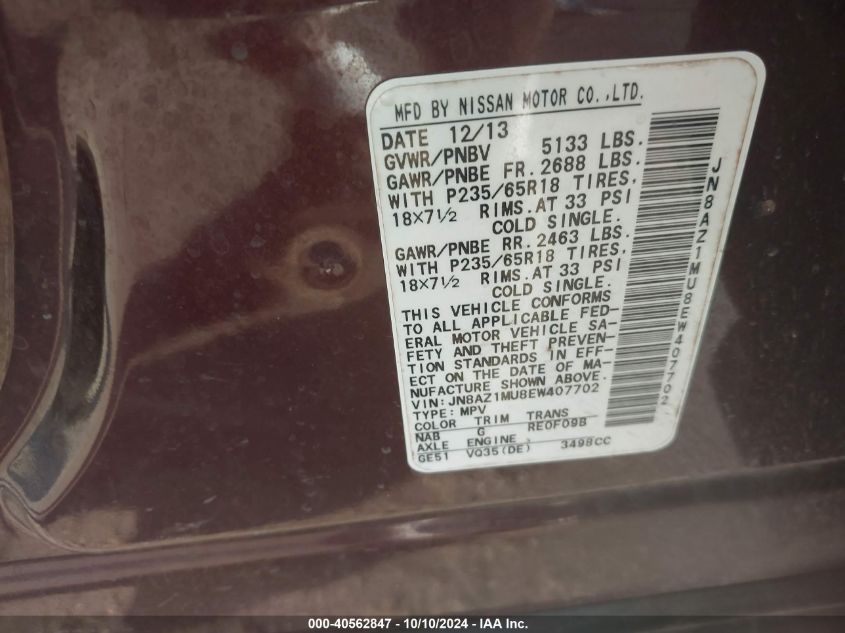 MFD BY NISSAN MOTOR CO.,LTD.
DATE 12/13
GVWR/PNBV 5133 LBS.
GAWR/PNBE FR. 2688 LBS.
WITH P235/65R18 TIRES.
18X7½ RIMS. AT 33 PSI
COLD SINGLE.
GAWR/PNBE RR. 2463 LBS.
WITH P235/65R18 TIRES.
18X7½ RIMS. AT 33 PSI
COLD SINGLE.
THIS VEHICLE CONFORMS
TO ALL APPLICABLE FED-
ERAL MOTOR VEHICLE SA-
FETY AND THEFT PREVEN-
TION STANDARDS IN EFF-
ECT ON THE DATE OF MA-
NUFACTURE SHOWN ABOVE.
VIN: JN8AZ1MU8EW407702
TYPE: MPV
COLOR TRIM TRANS
NAB G RE0F09B
AXLE ENGINE
GE51 VQ35(DE) 3498CC
JN8AZ1MU8EW407702
000-40562847 - 10/10/2024 - IAA Inc.